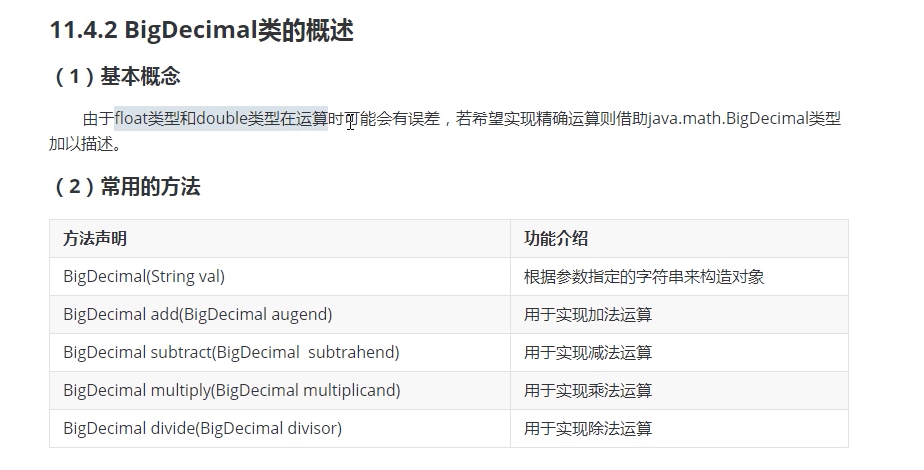 11.4.2 BigDecimal类的概述
（1）基本概念
由于float类型和double类型在运算时可能会有误差，若希望实现精确运算则借助java.math.BigDecimal类型
加以描述。
（2）常用的方法
方法声明 功能介绍
BigDecimal(String val) 根据参数指定的字符串来构造对象
BigDecimal add(BigDecimal augend) 用于实现加法运算
BigDecimal subtract(BigDecimal  subtrahend) 用于实现减法运算
BigDecimal multiply(BigDecimal multiplicand) 用于实现乘法运算
BigDecimal divide(BigDecimal divisor) 用于实现除法运算